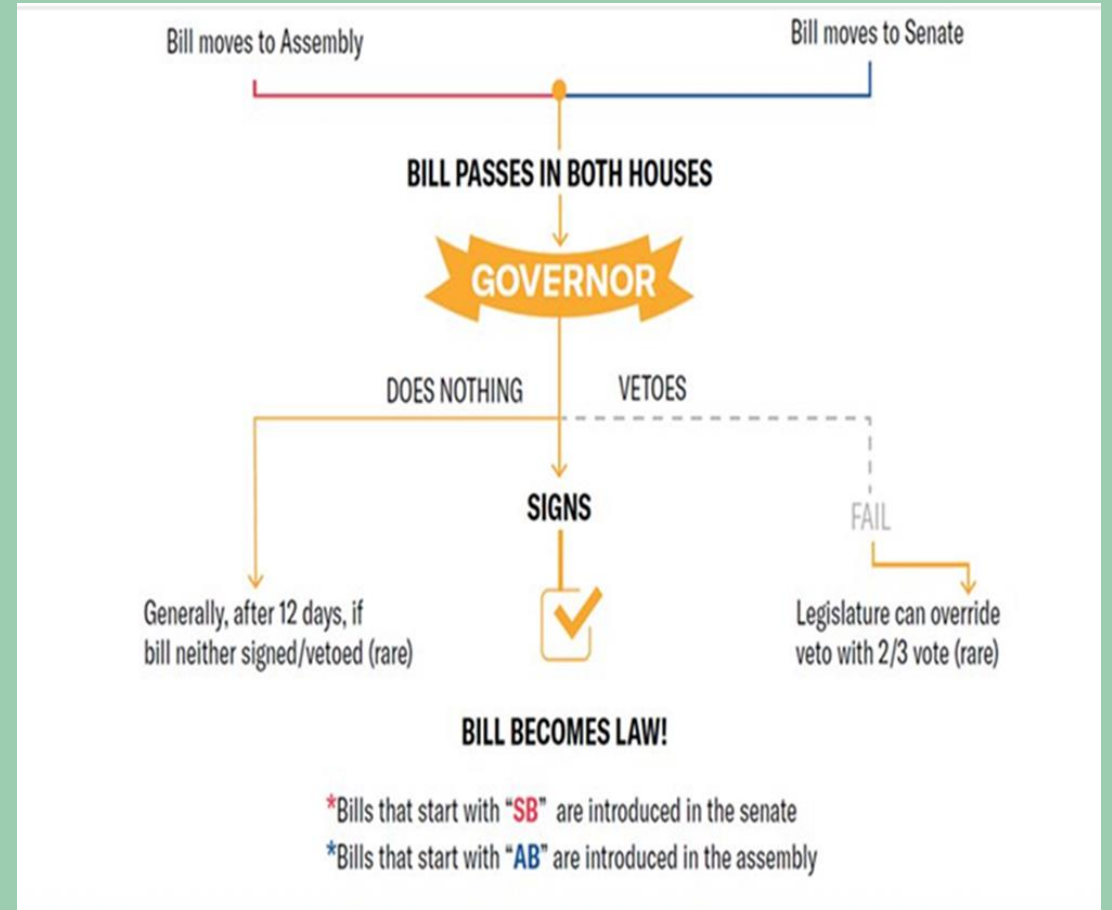 Bill moves to Assembly
Bill moves to Senate
BILL PASSES IN BOTH HOUSES
GOVERNOR
DOES NOTHING
VETOES
SIGNS
FAIL
Generally, after 12 days, if
bill neither signed/vetoed (rare)
Legislature can override
veto with 2/3 vote (rare)
BILL BECOMES LAW!
*Bills that start with “SB” are introduced in the senate
*Bills that start with “AB” are introduced in the assembly